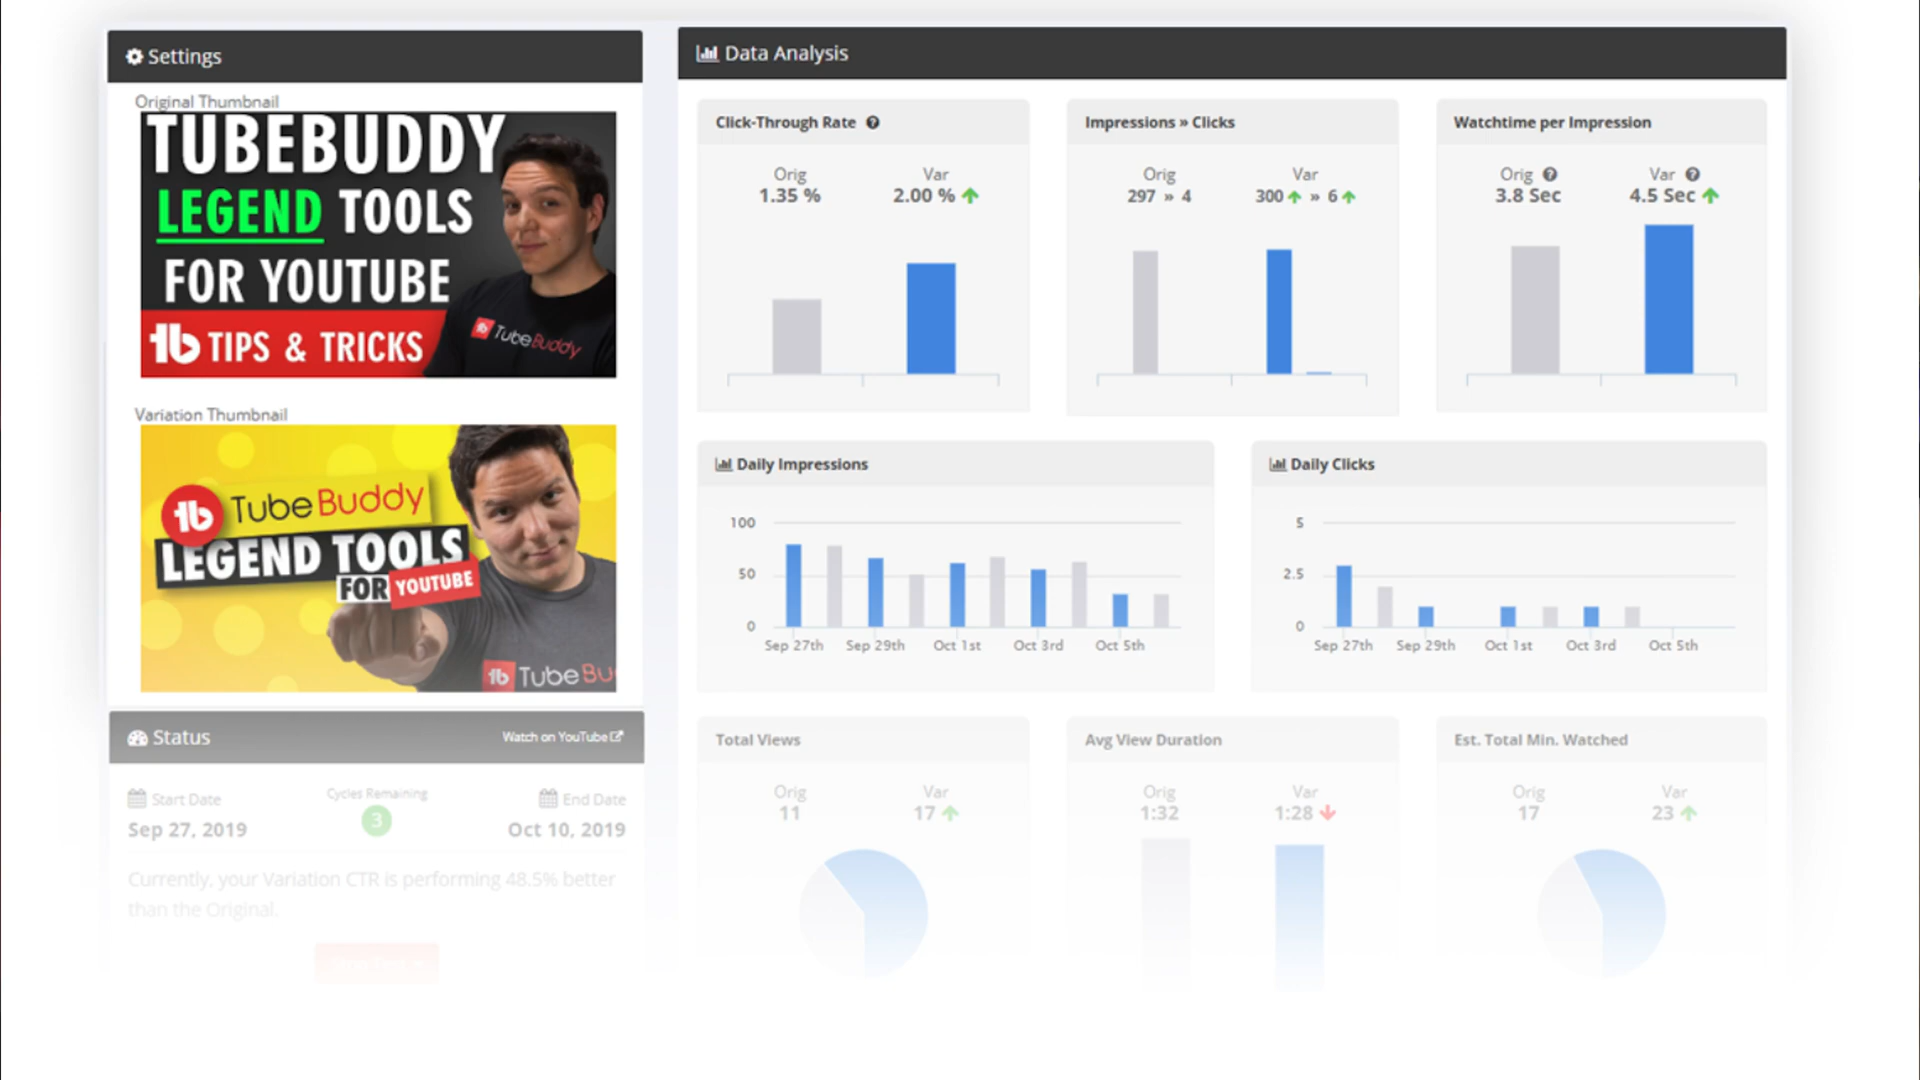 Settings
Original Thumbnail
TUBEBUDDY
LEGEND TOOLS
FOR YOUTUBE
tb TIPS & TRICKS
tb TubeBuddy
Variation Thumbnail
tb TubeBuddy
LEGEND TOOLS
FOR YOUTUBE
tb TubeBu
Status
Watch on YouTube
Start Date
Cycles Remaining
End Date
Sep 27, 2019
3
Oct 10, 2019
Currently, your Variation CTR is performing 48.5% better
than the Original.
Data Analysis
Click-Through Rate ?
Orig
Var
1.35 %
2.00 %
Impressions » Clicks
Orig
Var
297 » 4
300 » 6
Watchtime per Impression
Orig ?
Var ?
3.8 Sec
4.5 Sec
Daily Impressions
100
50
0
Sep 27th Sep 29th Oct 1st Oct 3rd Oct 5th
Daily Clicks
5
2.5
0
Sep 27th Sep 29th Oct 1st Oct 3rd Oct 5th
Total Views
Orig
Var
11
17
Avg View Duration
Orig
Var
1:32
1:28
Est. Total Min. Watched
Orig
Var
17
23